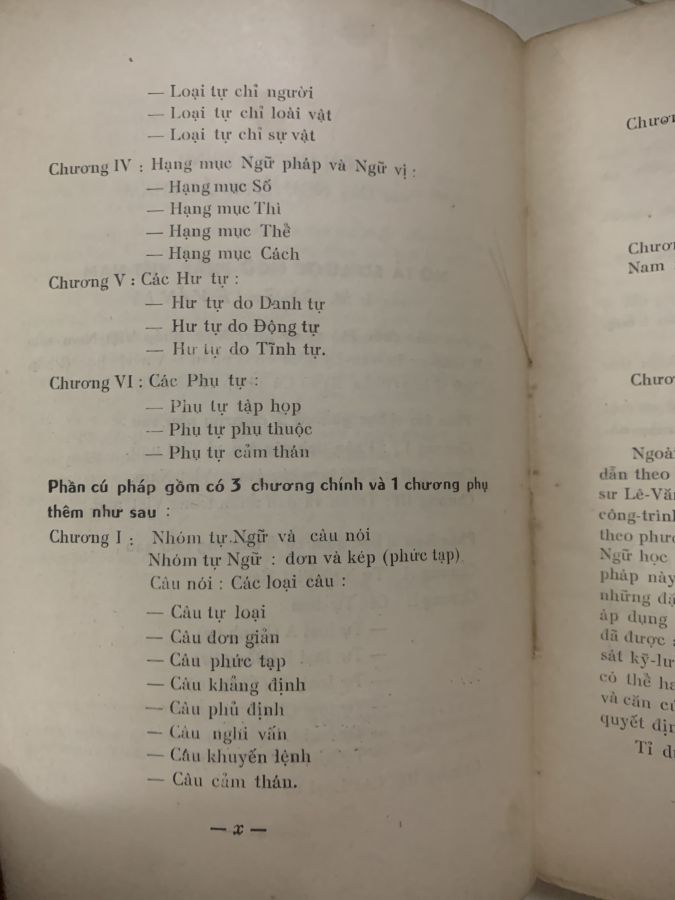 — Loại tự chỉ người
— Loại tự chỉ loài vật
— Loại tự chỉ sự vật
Chương IV : Hạng mục Ngữ pháp và Ngữ vị :
— Hạng mục Số
— Hạng mục Thì
— Hạng mục Thể
— Hạng mục Cách
Chương V : Các Hư tự :
— Hư tự do Danh tự
— Hư tự do Động tự
— Hư tự do Tĩnh tự.
Chương VI : Các Phụ tự :
— Phụ tự tập họp
— Phụ tự phụ thuộc
— Phụ tự cảm thán
Phần cú pháp gồm có 3 chương chính và 1 chương phụ
thêm như sau :
Chương I : Nhóm tự Ngữ và câu nói
Nhóm tự Ngữ : đơn và kép (phức tạp)
Câu nói : Các loại câu :
— Câu tự loại
— Câu đơn giản
— Câu phức tạp
— Câu khẳng định
— Câu phủ định
— Câu nghi vấn
— Câu khuyến lệnh
— Câu cảm thán.
— x —
Nam
Ngoài
dẫn theo
sư Lê-Văn
công-trình
theo phư
Ngữ học
pháp này
những đặ
áp dụng
đã được
sát kỹ-lư
có thể
và căn cứ
quyết địn
Tỉ dụ